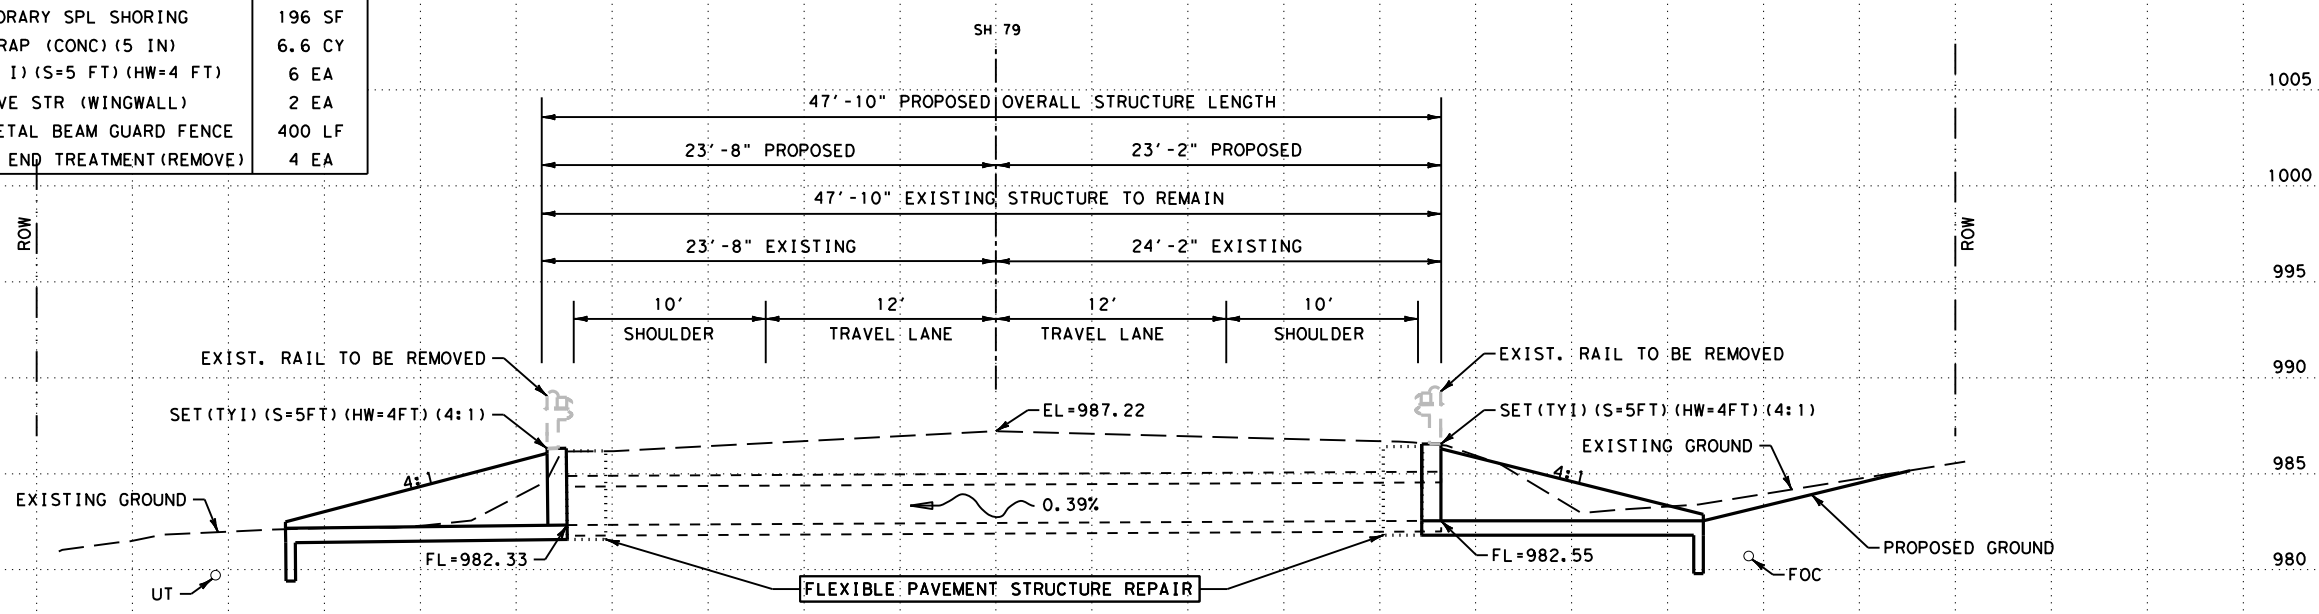 ORARY SPL SHORING 196 SF
RAP (CONC)(5 IN) 6.6 CY
I)(S=5 FT)(HW=4 FT) 6 EA
VE STR (WINGWALL) 2 EA
ETAL BEAM GUARD FENCE 400 LF
END TREATMENT(REMOVE) 4 EA
SH 79
1005
47'-10" PROPOSED OVERALL STRUCTURE LENGTH
23'-8" PROPOSED 23'-2" PROPOSED
1000
47'-10" EXISTING STRUCTURE TO REMAIN
ROW
ROW
23'-8" EXISTING 24'-2" EXISTING
995
10' 12' 12' 10'
SHOULDER TRAVEL LANE TRAVEL LANE SHOULDER
EXIST. RAIL TO BE REMOVED
EXIST. RAIL TO BE REMOVED
990
SET(TYI)(S=5FT)(HW=4FT)(4:1)
EL=987.22
SET(TYI)(S=5FT)(HW=4FT)(4:1)
EXISTING GROUND
985
4:1
4:1
EXISTING GROUND
0.39%
FL=982.33
FL=982.55
PROPOSED GROUND
980
UT
FLEXIBLE PAVEMENT STRUCTURE REPAIR
FOC